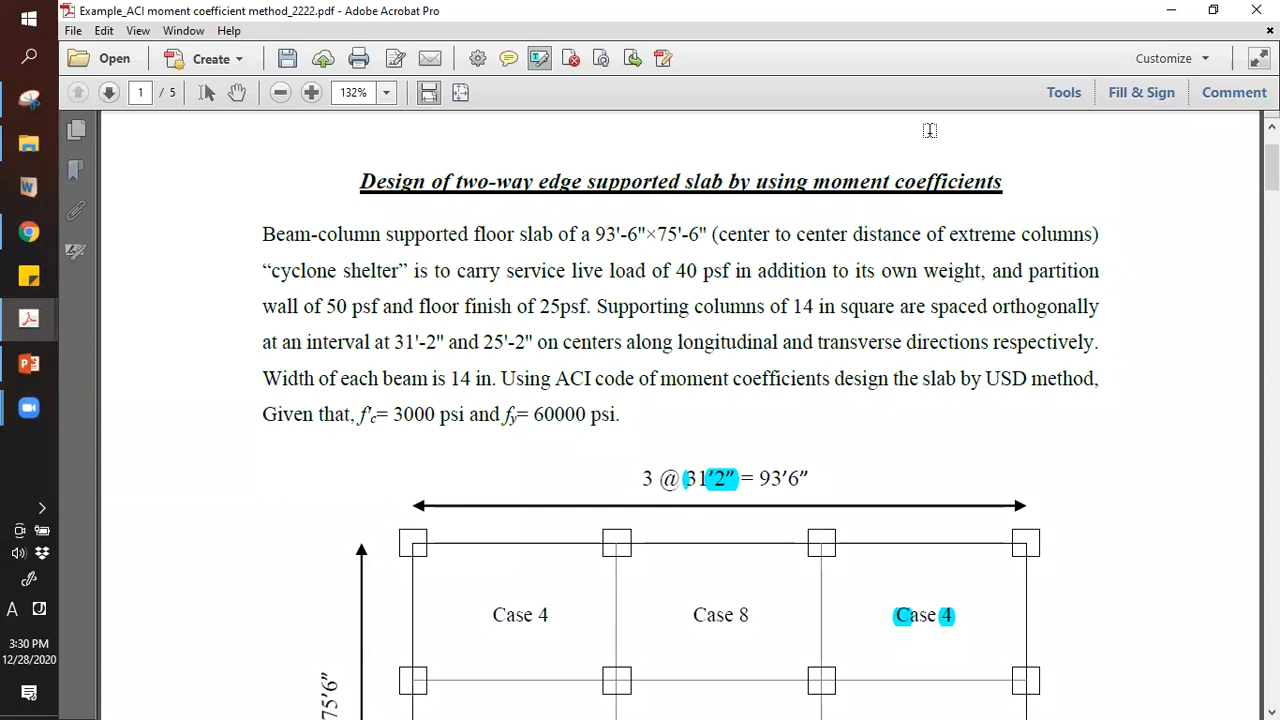 Example_ACI moment coefficient method_2222.pdf - Adobe Acrobat Pro
File Edit View Window Help
Open Create Customize
1 / 5 132% Tools Fill & Sign Comment
Design of two-way edge supported slab by using moment coefficients
Beam-column supported floor slab of a 93'-6"×75'-6" (center to center distance of extreme columns)
“cyclone shelter” is to carry service live load of 40 psf in addition to its own weight, and partition
wall of 50 psf and floor finish of 25psf. Supporting columns of 14 in square are spaced orthogonally
at an interval at 31'-2" and 25'-2" on centers along longitudinal and transverse directions respectively.
Width of each beam is 14 in. Using ACI code of moment coefficients design the slab by USD method,
Given that, f'c= 3000 psi and fy= 60000 psi.
3 @ 31’2” = 93’6”
Case 4 Case 8 Case 4
75’6”
A
3:30 PM
12/28/2020